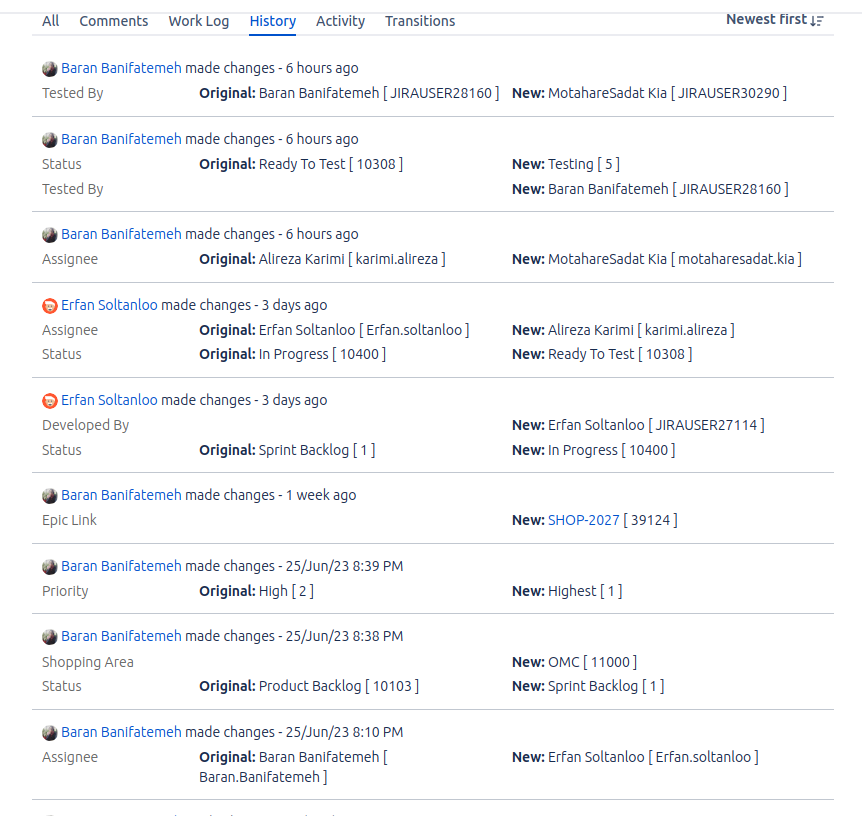 All Comments Work Log History Activity Transitions Newest first
Baran Banifatemeh made changes - 6 hours ago
Tested By Original: Baran Banifatemeh [ JIRAUSER28160 ] New: MotahareSadat Kia [ JIRAUSER30290 ]
Baran Banifatemeh made changes - 6 hours ago
Status Original: Ready To Test [ 10308 ] New: Testing [ 5 ]
Tested By New: Baran Banifatemeh [ JIRAUSER28160 ]
Baran Banifatemeh made changes - 6 hours ago
Assignee Original: Alireza Karimi [ karimi.alireza ] New: MotahareSadat Kia [ motaharesadat.kia ]
Erfan Soltanloo made changes - 3 days ago
Assignee Original: Erfan Soltanloo [ Erfan.soltanloo ] New: Alireza Karimi [ karimi.alireza ]
Status Original: In Progress [ 10400 ] New: Ready To Test [ 10308 ]
Erfan Soltanloo made changes - 3 days ago
Developed By New: Erfan Soltanloo [ JIRAUSER27114 ]
Status Original: Sprint Backlog [ 1 ] New: In Progress [ 10400 ]
Baran Banifatemeh made changes - 1 week ago
Epic Link New: SHOP-2027 [ 39124 ]
Baran Banifatemeh made changes - 25/Jun/23 8:39 PM
Priority Original: High [ 2 ] New: Highest [ 1 ]
Baran Banifatemeh made changes - 25/Jun/23 8:38 PM
Shopping Area New: OMC [ 11000 ]
Status Original: Product Backlog [ 10103 ] New: Sprint Backlog [ 1 ]
Baran Banifatemeh made changes - 25/Jun/23 8:10 PM
Assignee Original: Baran Banifatemeh [ New: Erfan Soltanloo [ Erfan.soltanloo ]
Baran.Banifatemeh ]